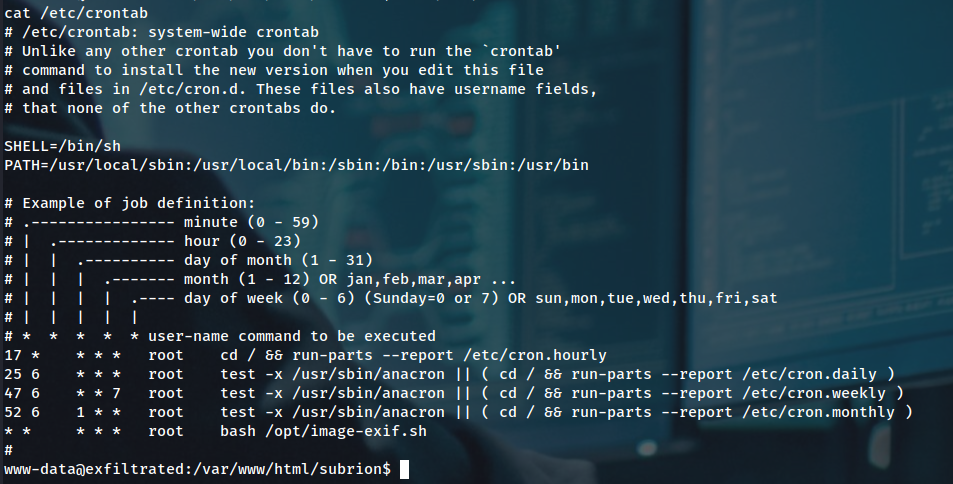 cat /etc/crontab
# /etc/crontab: system-wide crontab
# Unlike any other crontab you don't have to run the `crontab'
# command to install the new version when you edit this file
# and files in /etc/cron.d. These files also have username fields,
# that none of the other crontabs do.
SHELL=/bin/sh
PATH=/usr/local/sbin:/usr/local/bin:/sbin:/bin:/usr/sbin:/usr/bin
# Example of job definition:
# .---------------- minute (0 - 59)
# |  .------------- hour (0 - 23)
# |  |  .---------- day of month (1 - 31)
# |  |  |  .------- month (1 - 12) OR jan,feb,mar,apr ...
# |  |  |  |  .---- day of week (0 - 6) (Sunday=0 or 7) OR sun,mon,tue,wed,thu,fri,sat
# |  |  |  |  |
# *  *  *  *  * user-name command to be executed
17 *    * * *   root    cd / && run-parts --report /etc/cron.hourly
25 6    * * *   root    test -x /usr/sbin/anacron || ( cd / && run-parts --report /etc/cron.daily )
47 6    * * 7   root    test -x /usr/sbin/anacron || ( cd / && run-parts --report /etc/cron.weekly )
52 6    1 * *   root    test -x /usr/sbin/anacron || ( cd / && run-parts --report /etc/cron.monthly )
* *     * * *   root    bash /opt/image-exif.sh
#
www-data@exfiltrated:/var/www/html/subrion$